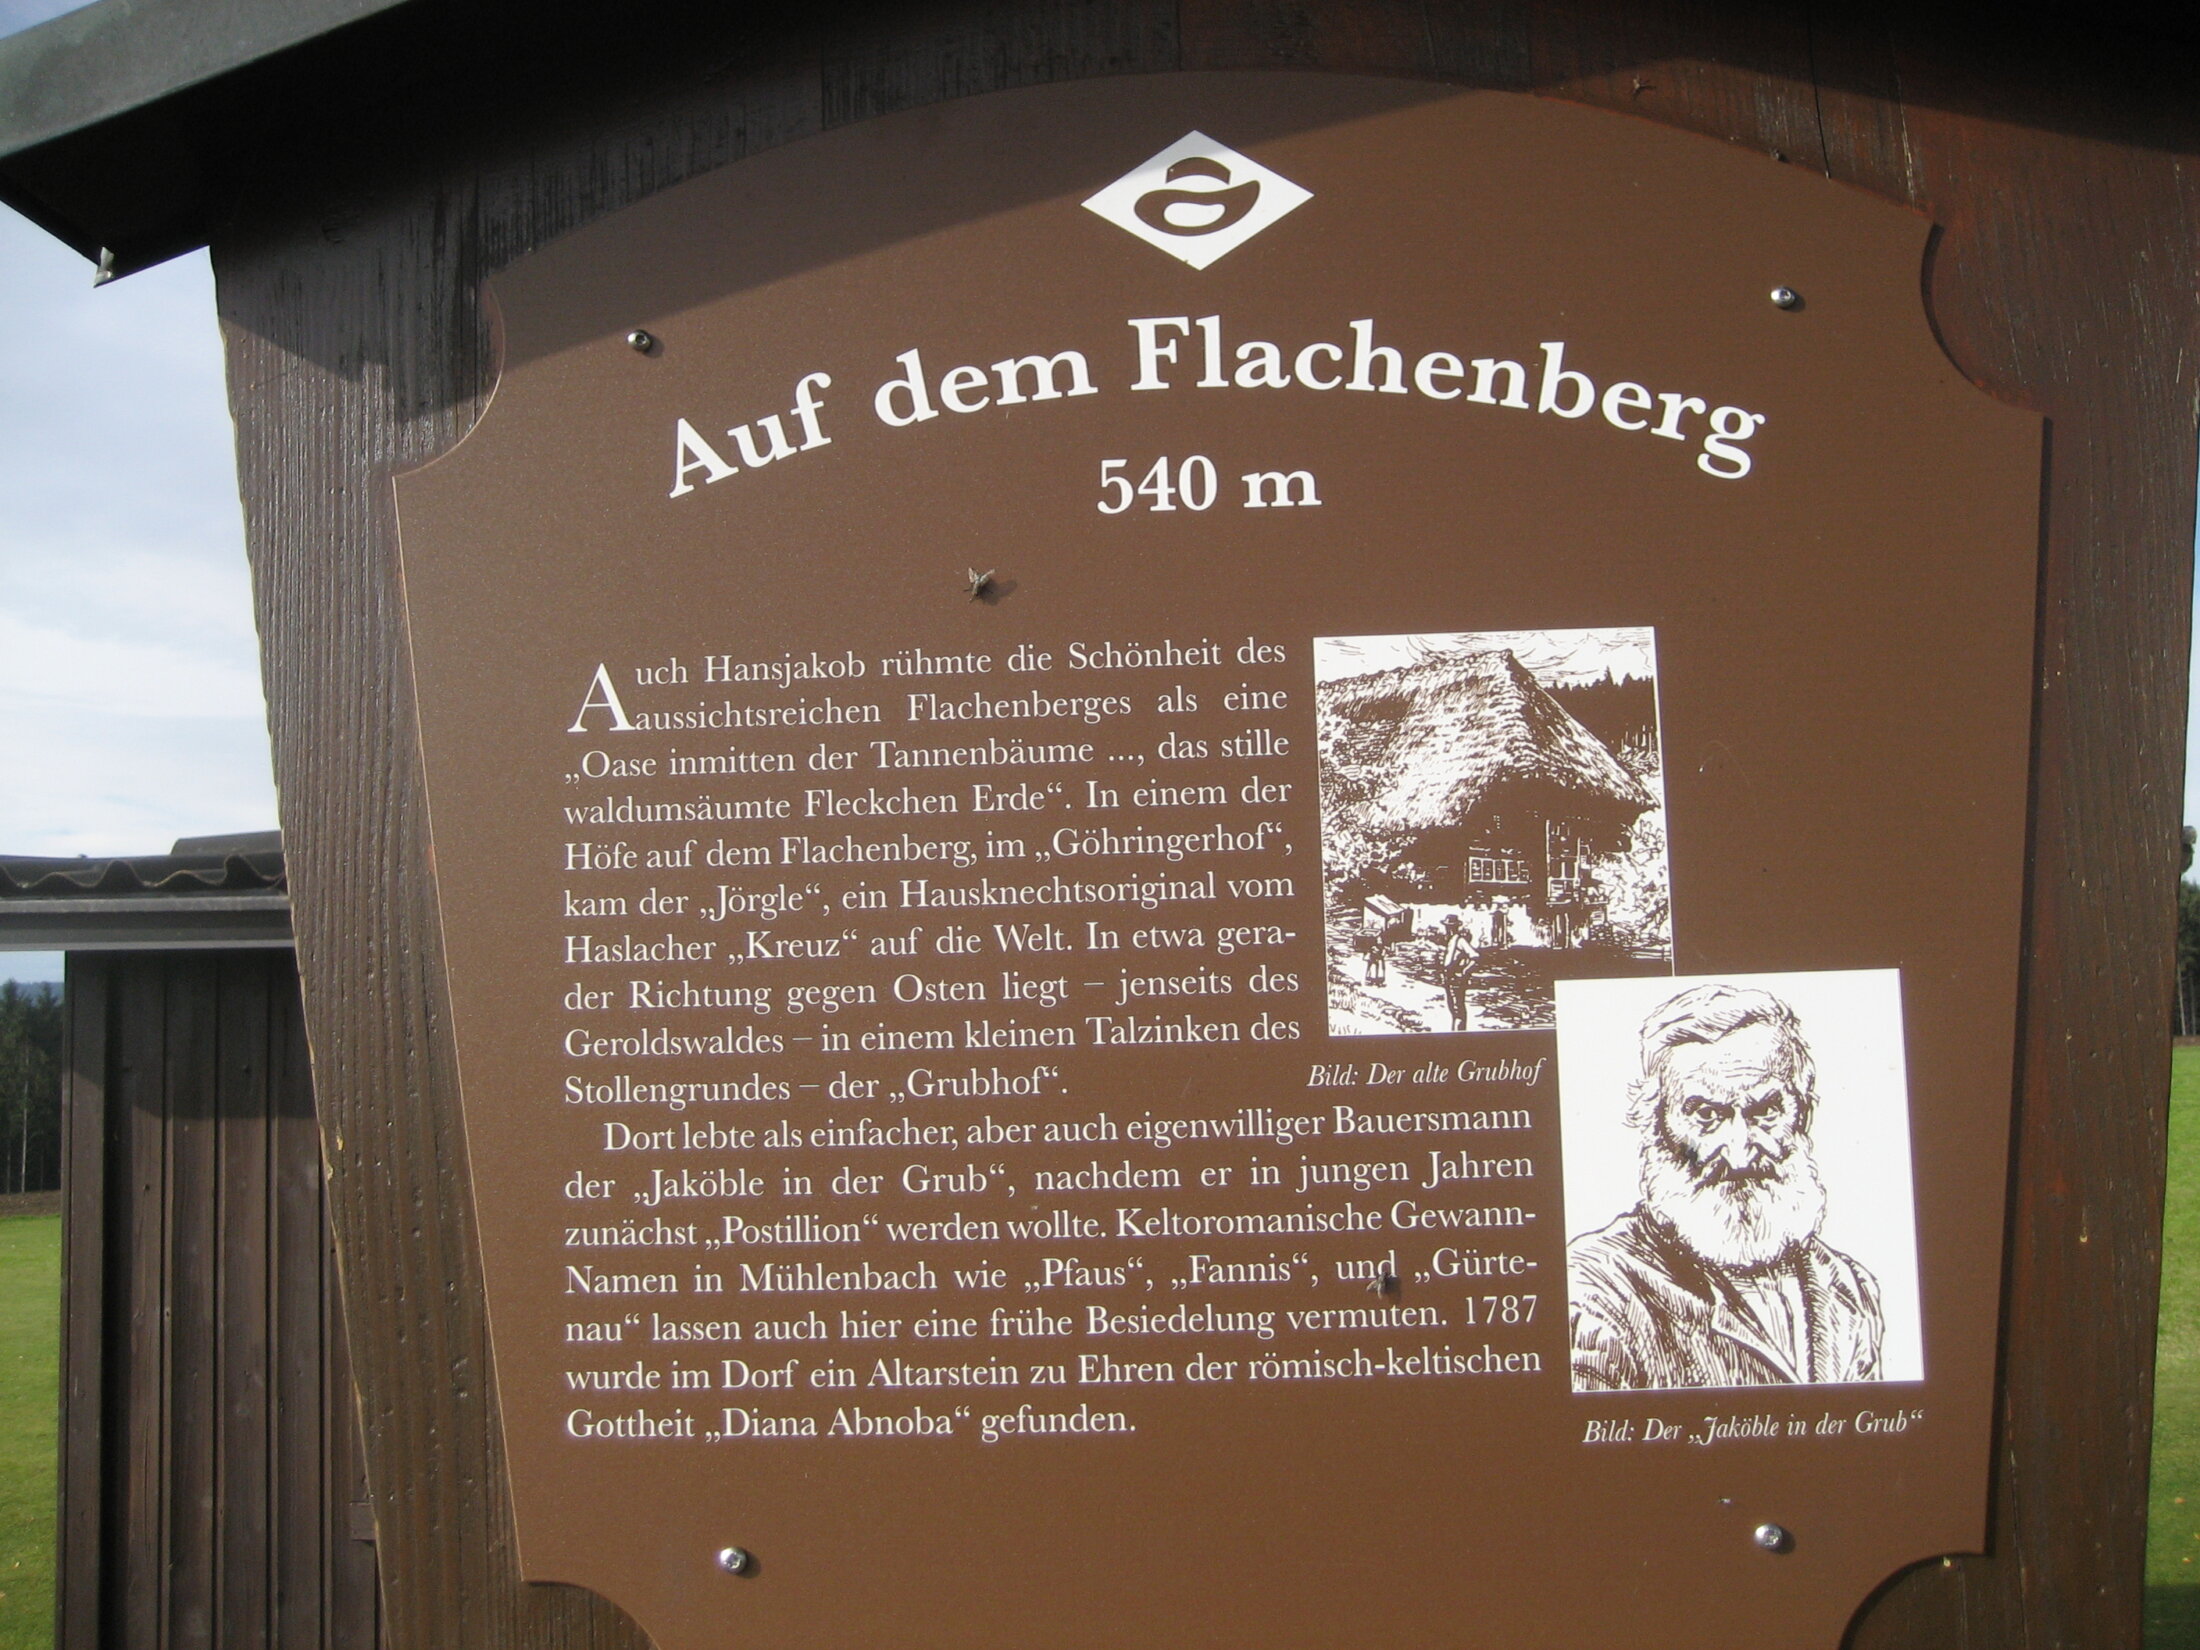 Auf dem Flachenberg
540 m
Auch Hansjakob rühmte die Schönheit des
aussichtsreichen Flachenberges als eine
„Oase inmitten der Tannenbäume ..., das stille
waldumsäumte Fleckchen Erde“. In einem der
Höfe auf dem Flachenberg, im „Göhringerhof“,
kam der „Jörgle“, ein Hausknechtsoriginal vom
Haslacher „Kreuz“ auf die Welt. In etwa gera-
der Richtung gegen Osten liegt – jenseits des
Geroldswaldes – in einem kleinen Talzinken des
Stollengrundes – der „Grubhof“.
Bild: Der alte Grubhof
Dort lebte als einfacher, aber auch eigenwilliger Bauersmann
der „Jaköble in der Grub“, nachdem er in jungen Jahren
zunächst „Postillion“ werden wollte. Keltoromanische Gewann-
Namen in Mühlenbach wie „Pfaus“, „Fannis“, und „Gürte-
nau“ lassen auch hier eine frühe Besiedelung vermuten. 1787
wurde im Dorf ein Altarstein zu Ehren der römisch-keltischen
Gottheit „Diana Abnoba“ gefunden.
Bild: Der „Jaköble in der Grub“